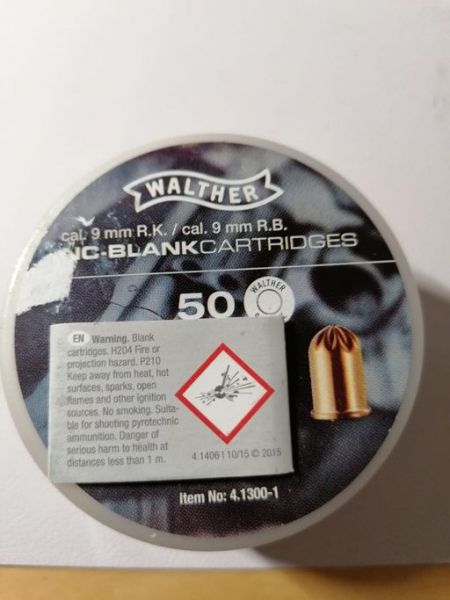 WALTHER
cal. 9 mm R.K. / cal. 9 mm R.B.
NC-BLANKCARTRIDGES
50
WALTHER
EN Warning. Blank
cartridges. H204 Fire or
projection hazard. P210
Keep away from heat, hot
surfaces, sparks, open
flames and other ignition
sources. No smoking. Suita-
ble for shooting pyrotechnic
ammunition. Danger of
serious harm to health at
distances less than 1 m.
4.1406 | 10/15 © 2015
Item No: 4.1300-1